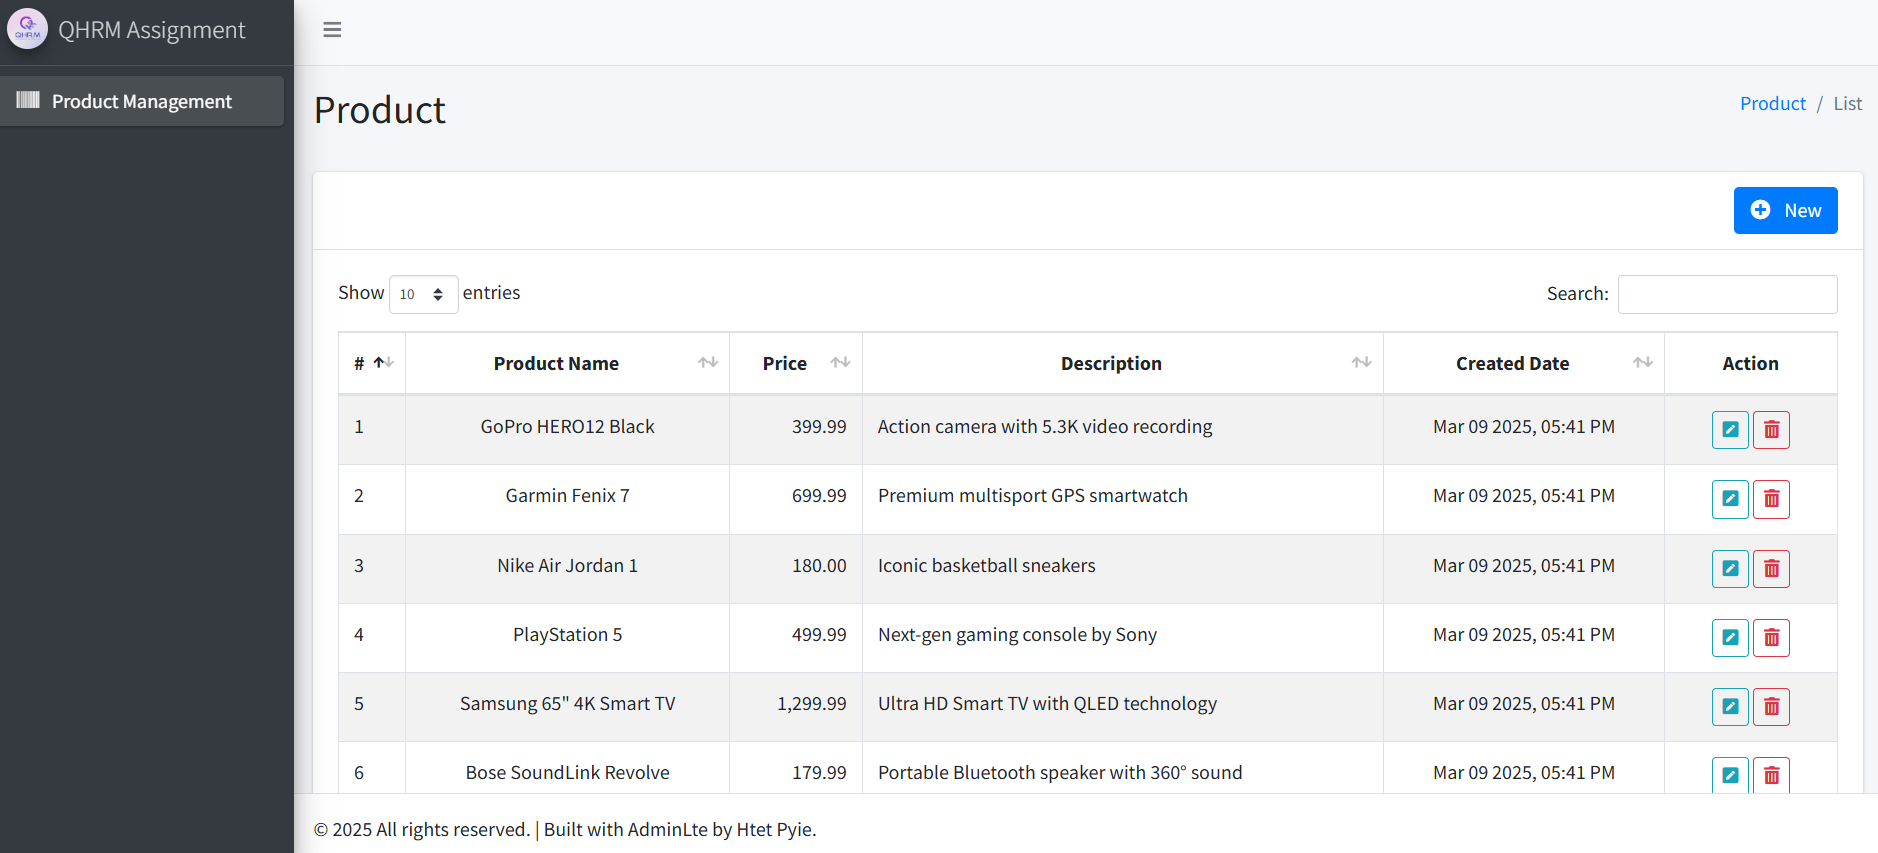 QHRM
QHRM Assignment
Product Management
Product
Product / List
New
Show 10 entries
Search:
# Product Name Price Description Created Date Action
1 GoPro HERO12 Black 399.99 Action camera with 5.3K video recording Mar 09 2025, 05:41 PM
2 Garmin Fenix 7 699.99 Premium multisport GPS smartwatch Mar 09 2025, 05:41 PM
3 Nike Air Jordan 1 180.00 Iconic basketball sneakers Mar 09 2025, 05:41 PM
4 PlayStation 5 499.99 Next-gen gaming console by Sony Mar 09 2025, 05:41 PM
5 Samsung 65" 4K Smart TV 1,299.99 Ultra HD Smart TV with QLED technology Mar 09 2025, 05:41 PM
6 Bose SoundLink Revolve 179.99 Portable Bluetooth speaker with 360° sound Mar 09 2025, 05:41 PM
© 2025 All rights reserved. | Built with AdminLte by Htet Pyie.